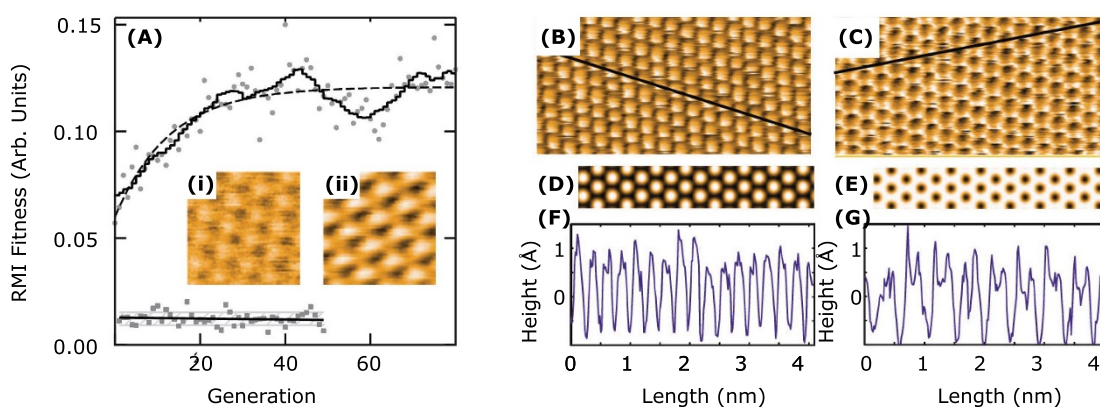 (A)
RMI Fitness (Arb. Units)
0.15
0.10
0.05
0.00
20
40
60
Generation
(i)
(ii)
(B)
(C)
(D)
(E)
(F)
(G)
Height (Å)
1
0
0
1
2
3
4
Length (nm)
Height (Å)
1
0
0
1
2
3
4
Length (nm)